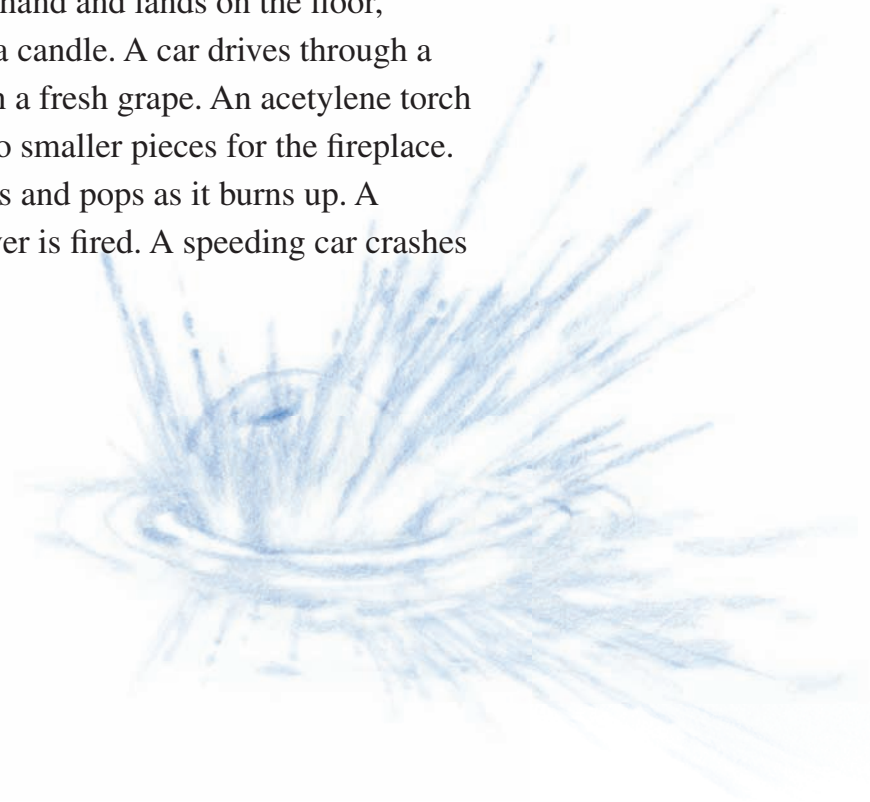 hand and lands on the floor,
a candle. A car drives through a
a fresh grape. An acetylene torch
smaller pieces for the fireplace.
and pops as it burns up. A
is fired. A speeding car crashes